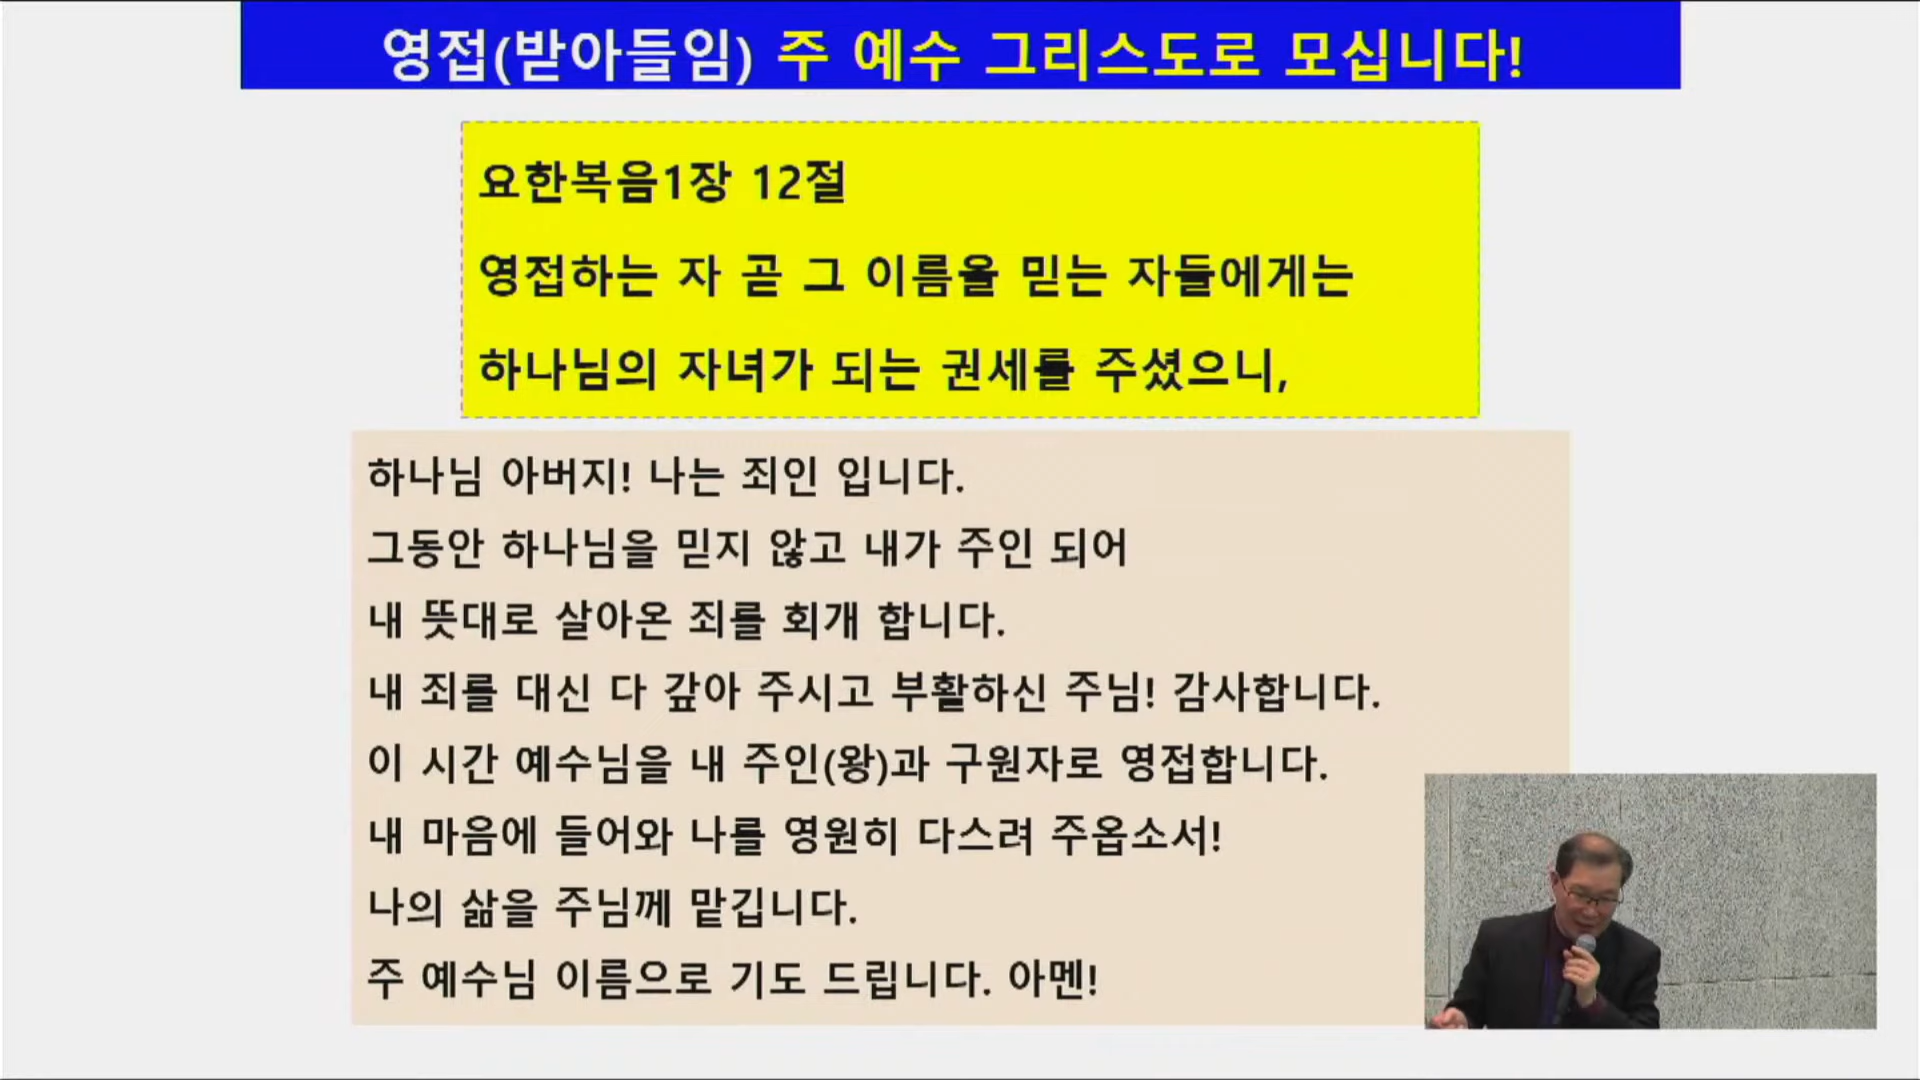 영접(받아들임) 주 예수 그리스도로 모십니다!
요한복음1장 12절
영접하는 자 곧 그 이름을 믿는 자들에게는
하나님의 자녀가 되는 권세를 주셨으니,
하나님 아버지! 나는 죄인 입니다.
그동안 하나님을 믿지 않고 내가 주인 되어
내 뜻대로 살아온 죄를 회개 합니다.
내 죄를 대신 다 갚아 주시고 부활하신 주님! 감사합니다.
이 시간 예수님을 내 주인(왕)과 구원자로 영접합니다.
내 마음에 들어와 나를 영원히 다스려 주옵소서!
나의 삶을 주님께 맡깁니다.
주 예수님 이름으로 기도 드립니다. 아멘!